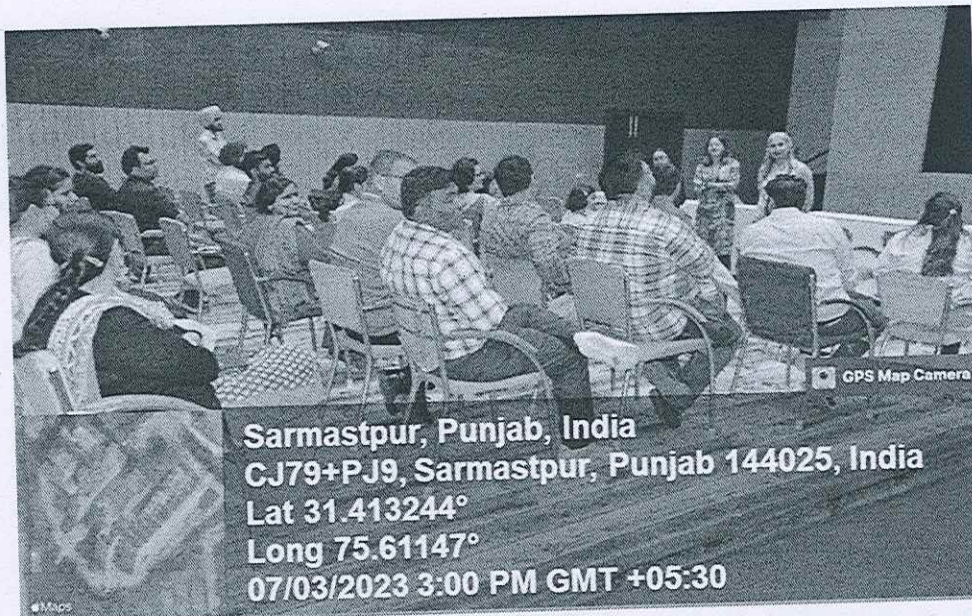 GPS Map Camera
Sarmastpur, Punjab, India
CJ79+PJ9, Sarmastpur, Punjab 144025, India
Lat 31.413244°
Long 75.61147°
07/03/2023 3:00 PM GMT +05:30
Maps